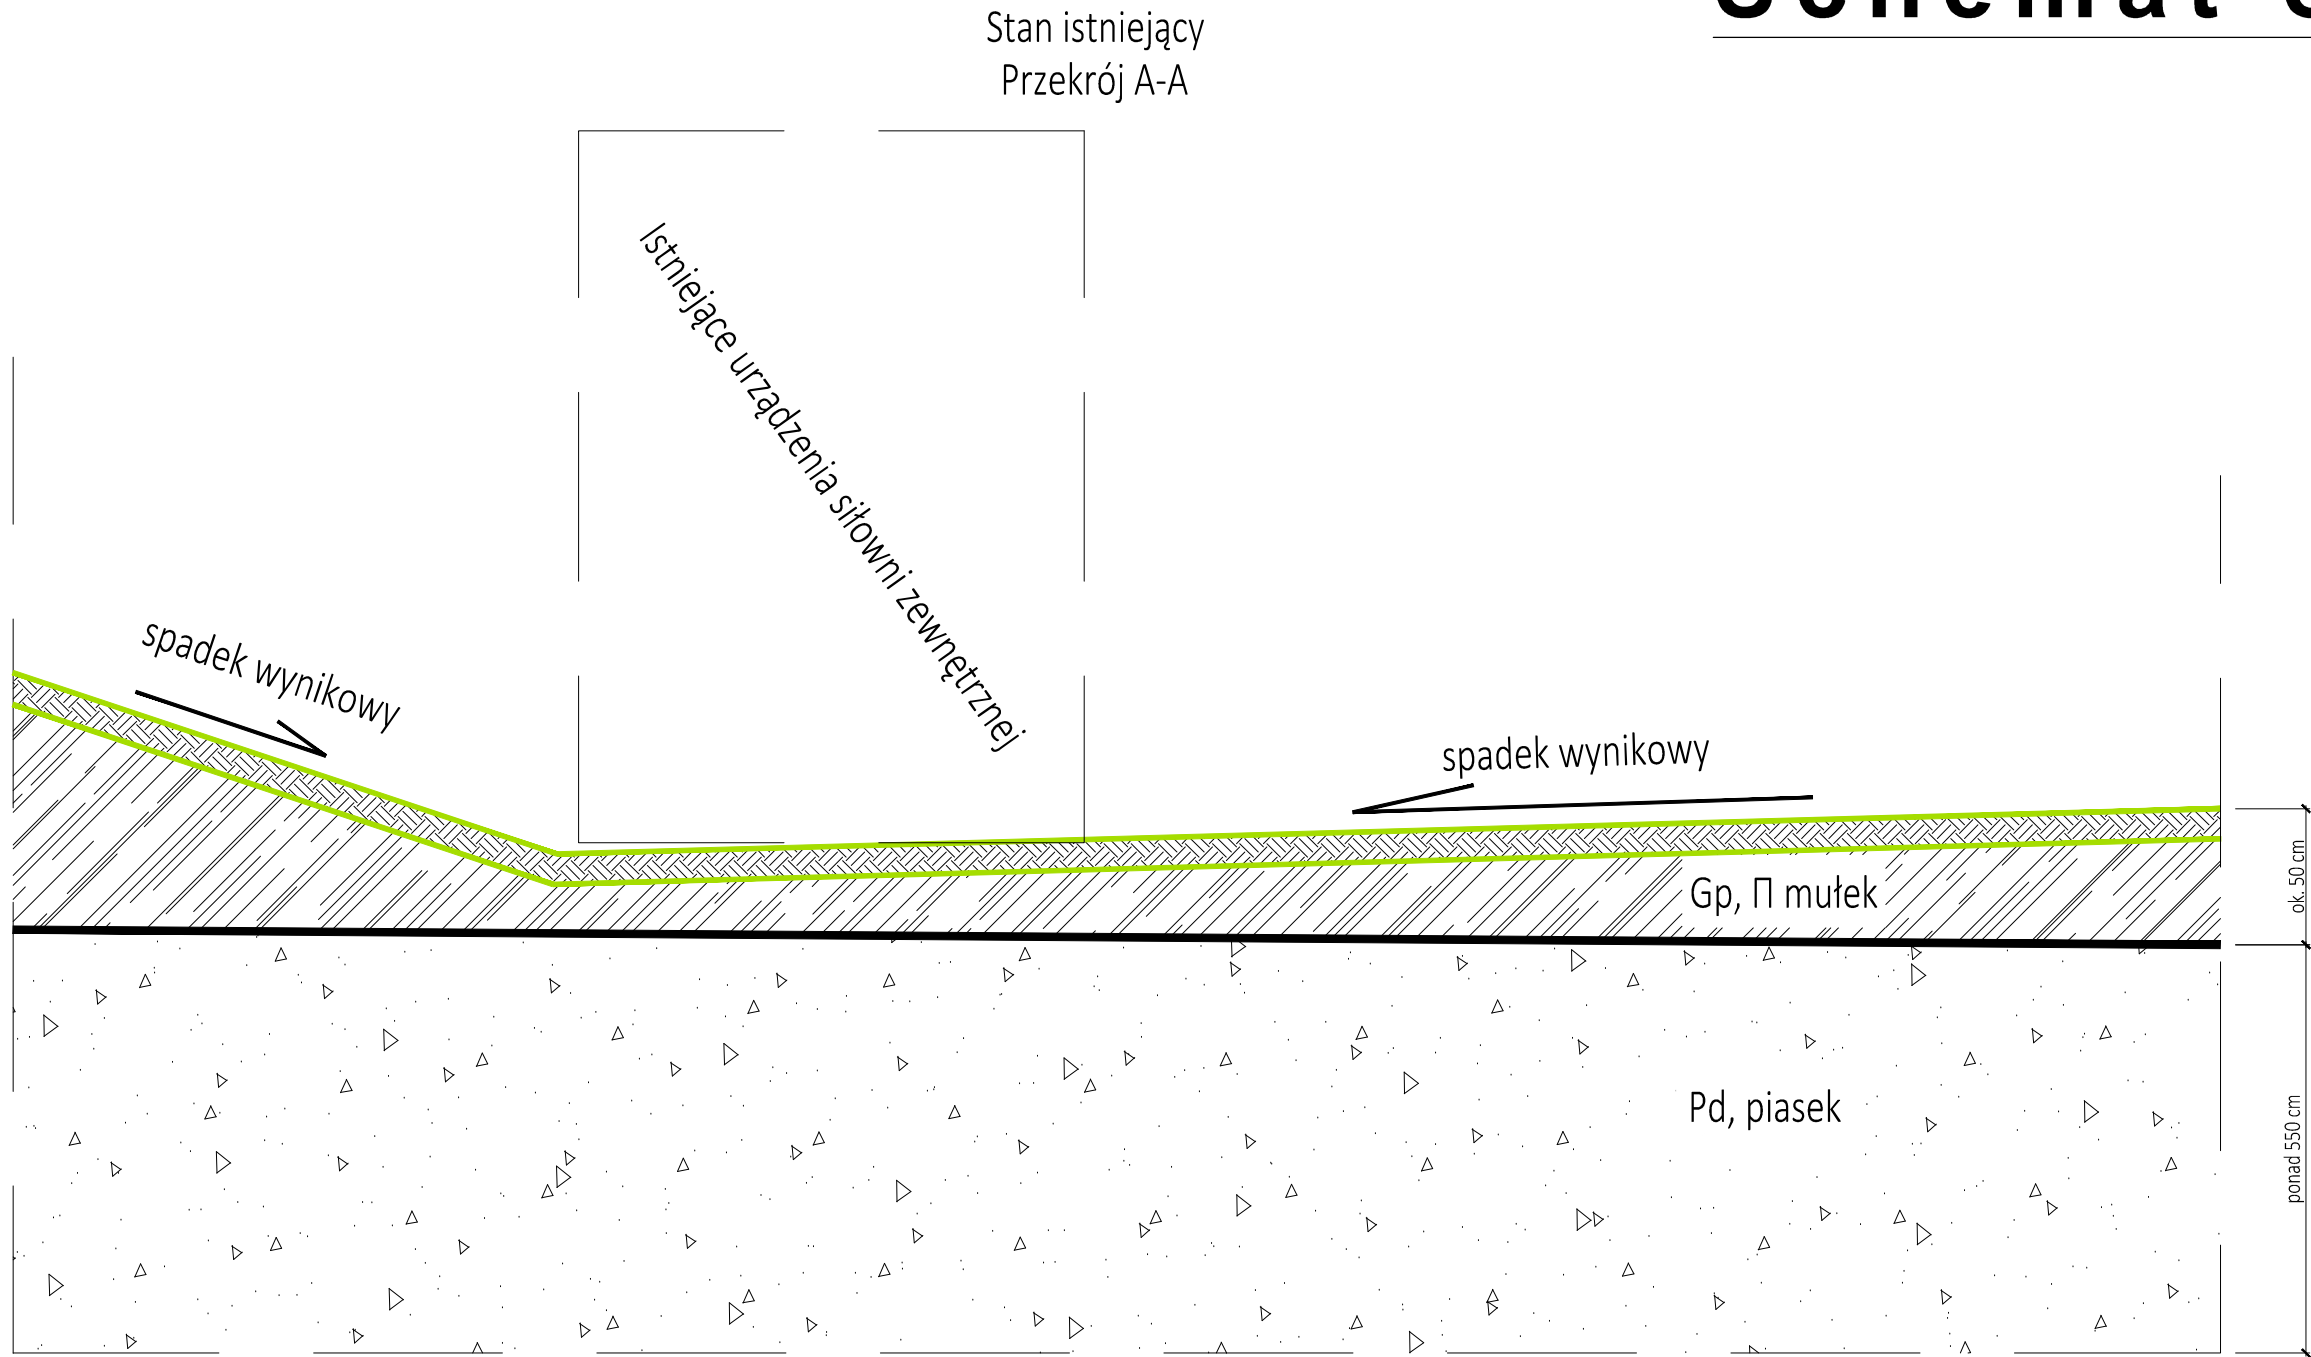 Stan istniejący
Przekrój A-A
Istniejące urządzenia siłowni zewnętrznej
spadek wynikowy
spadek wynikowy
Gp, Π mułek
ok. 50 cm
Pd, piasek
ponad 550 cm